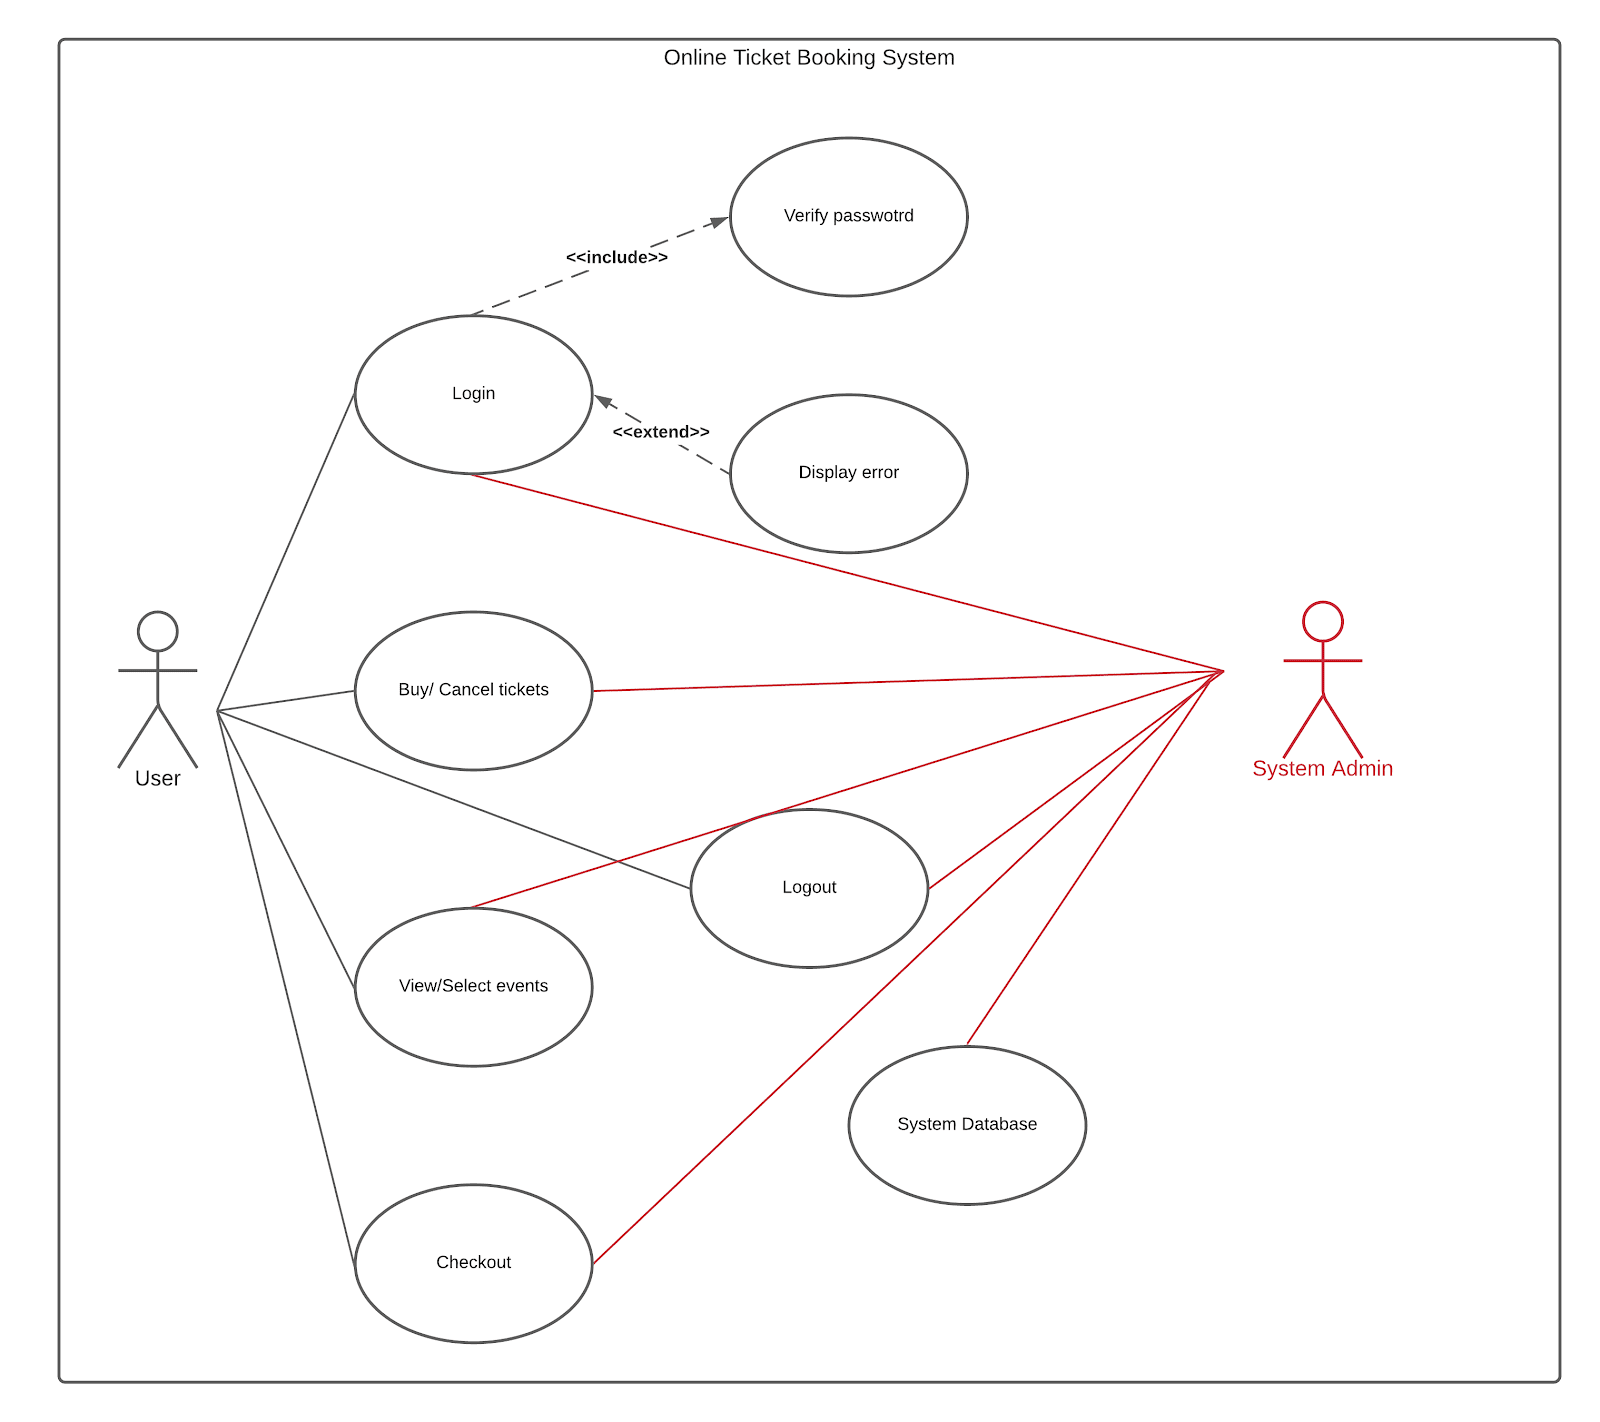 Online Ticket Booking System
Verify passwotrd
<<include>>
Login
<<extend>>
Display error
Buy/ Cancel tickets
User
System Admin
Logout
View/Select events
System Database
Checkout